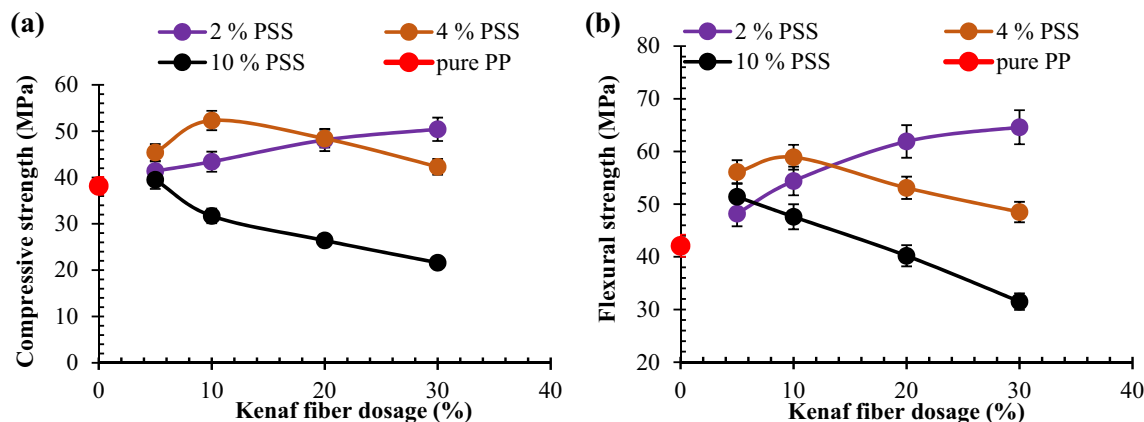 (a)
2 % PSS
4 % PSS
10 % PSS
pure PP
Compressive strength (MPa)
60
50
40
30
20
10
0
0 10 20 30 40
Kenaf fiber dosage (%)
(b)
2 % PSS
4 % PSS
10 % PSS
pure PP
Flexural strength (MPa)
80
70
60
50
40
30
20
0 10 20 30 40
Kenaf fiber dosage (%)